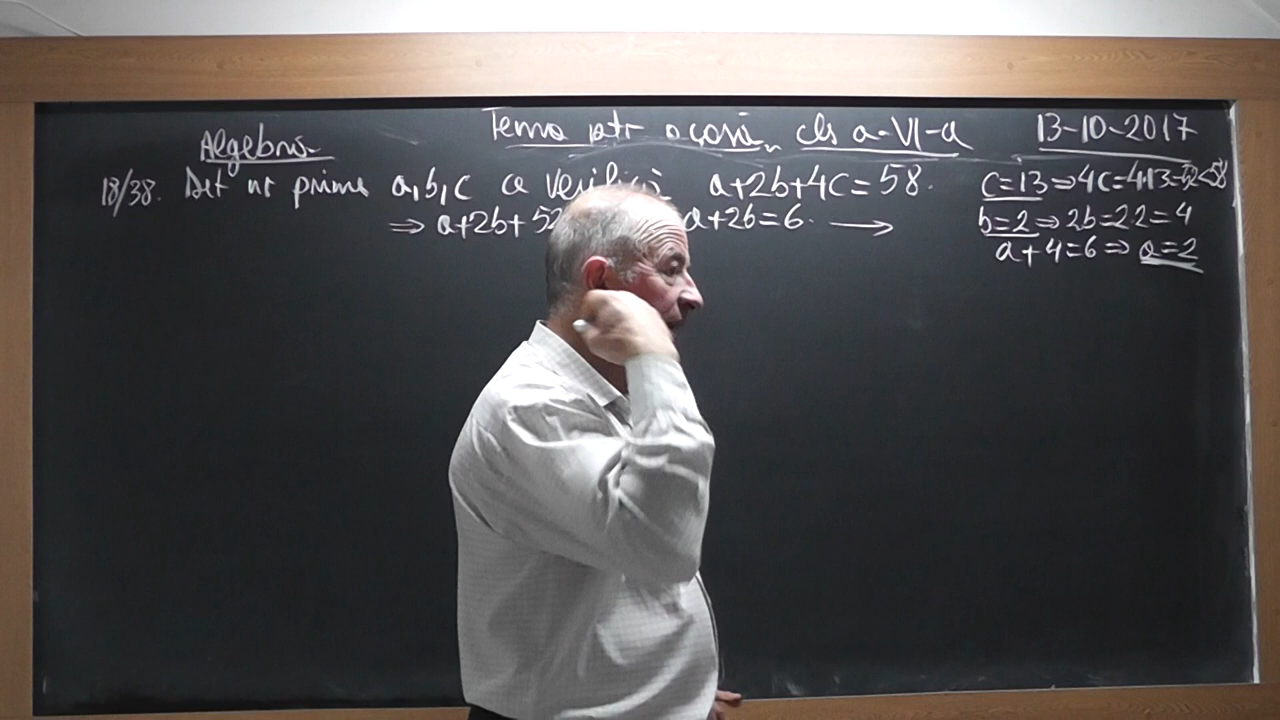 Algebra.
Tema ptr acasă, cls a-VI-a
13-10-2017
18/38. Det nr prime a,b,c ce verifică a+2b+4c=58.
⇒ a+2b+52 a+2b=6. →
c=13 ⇒ 4c=4·13=52<58
b=2 ⇒ 2b=2·2=4
a+4=6 ⇒ a=2